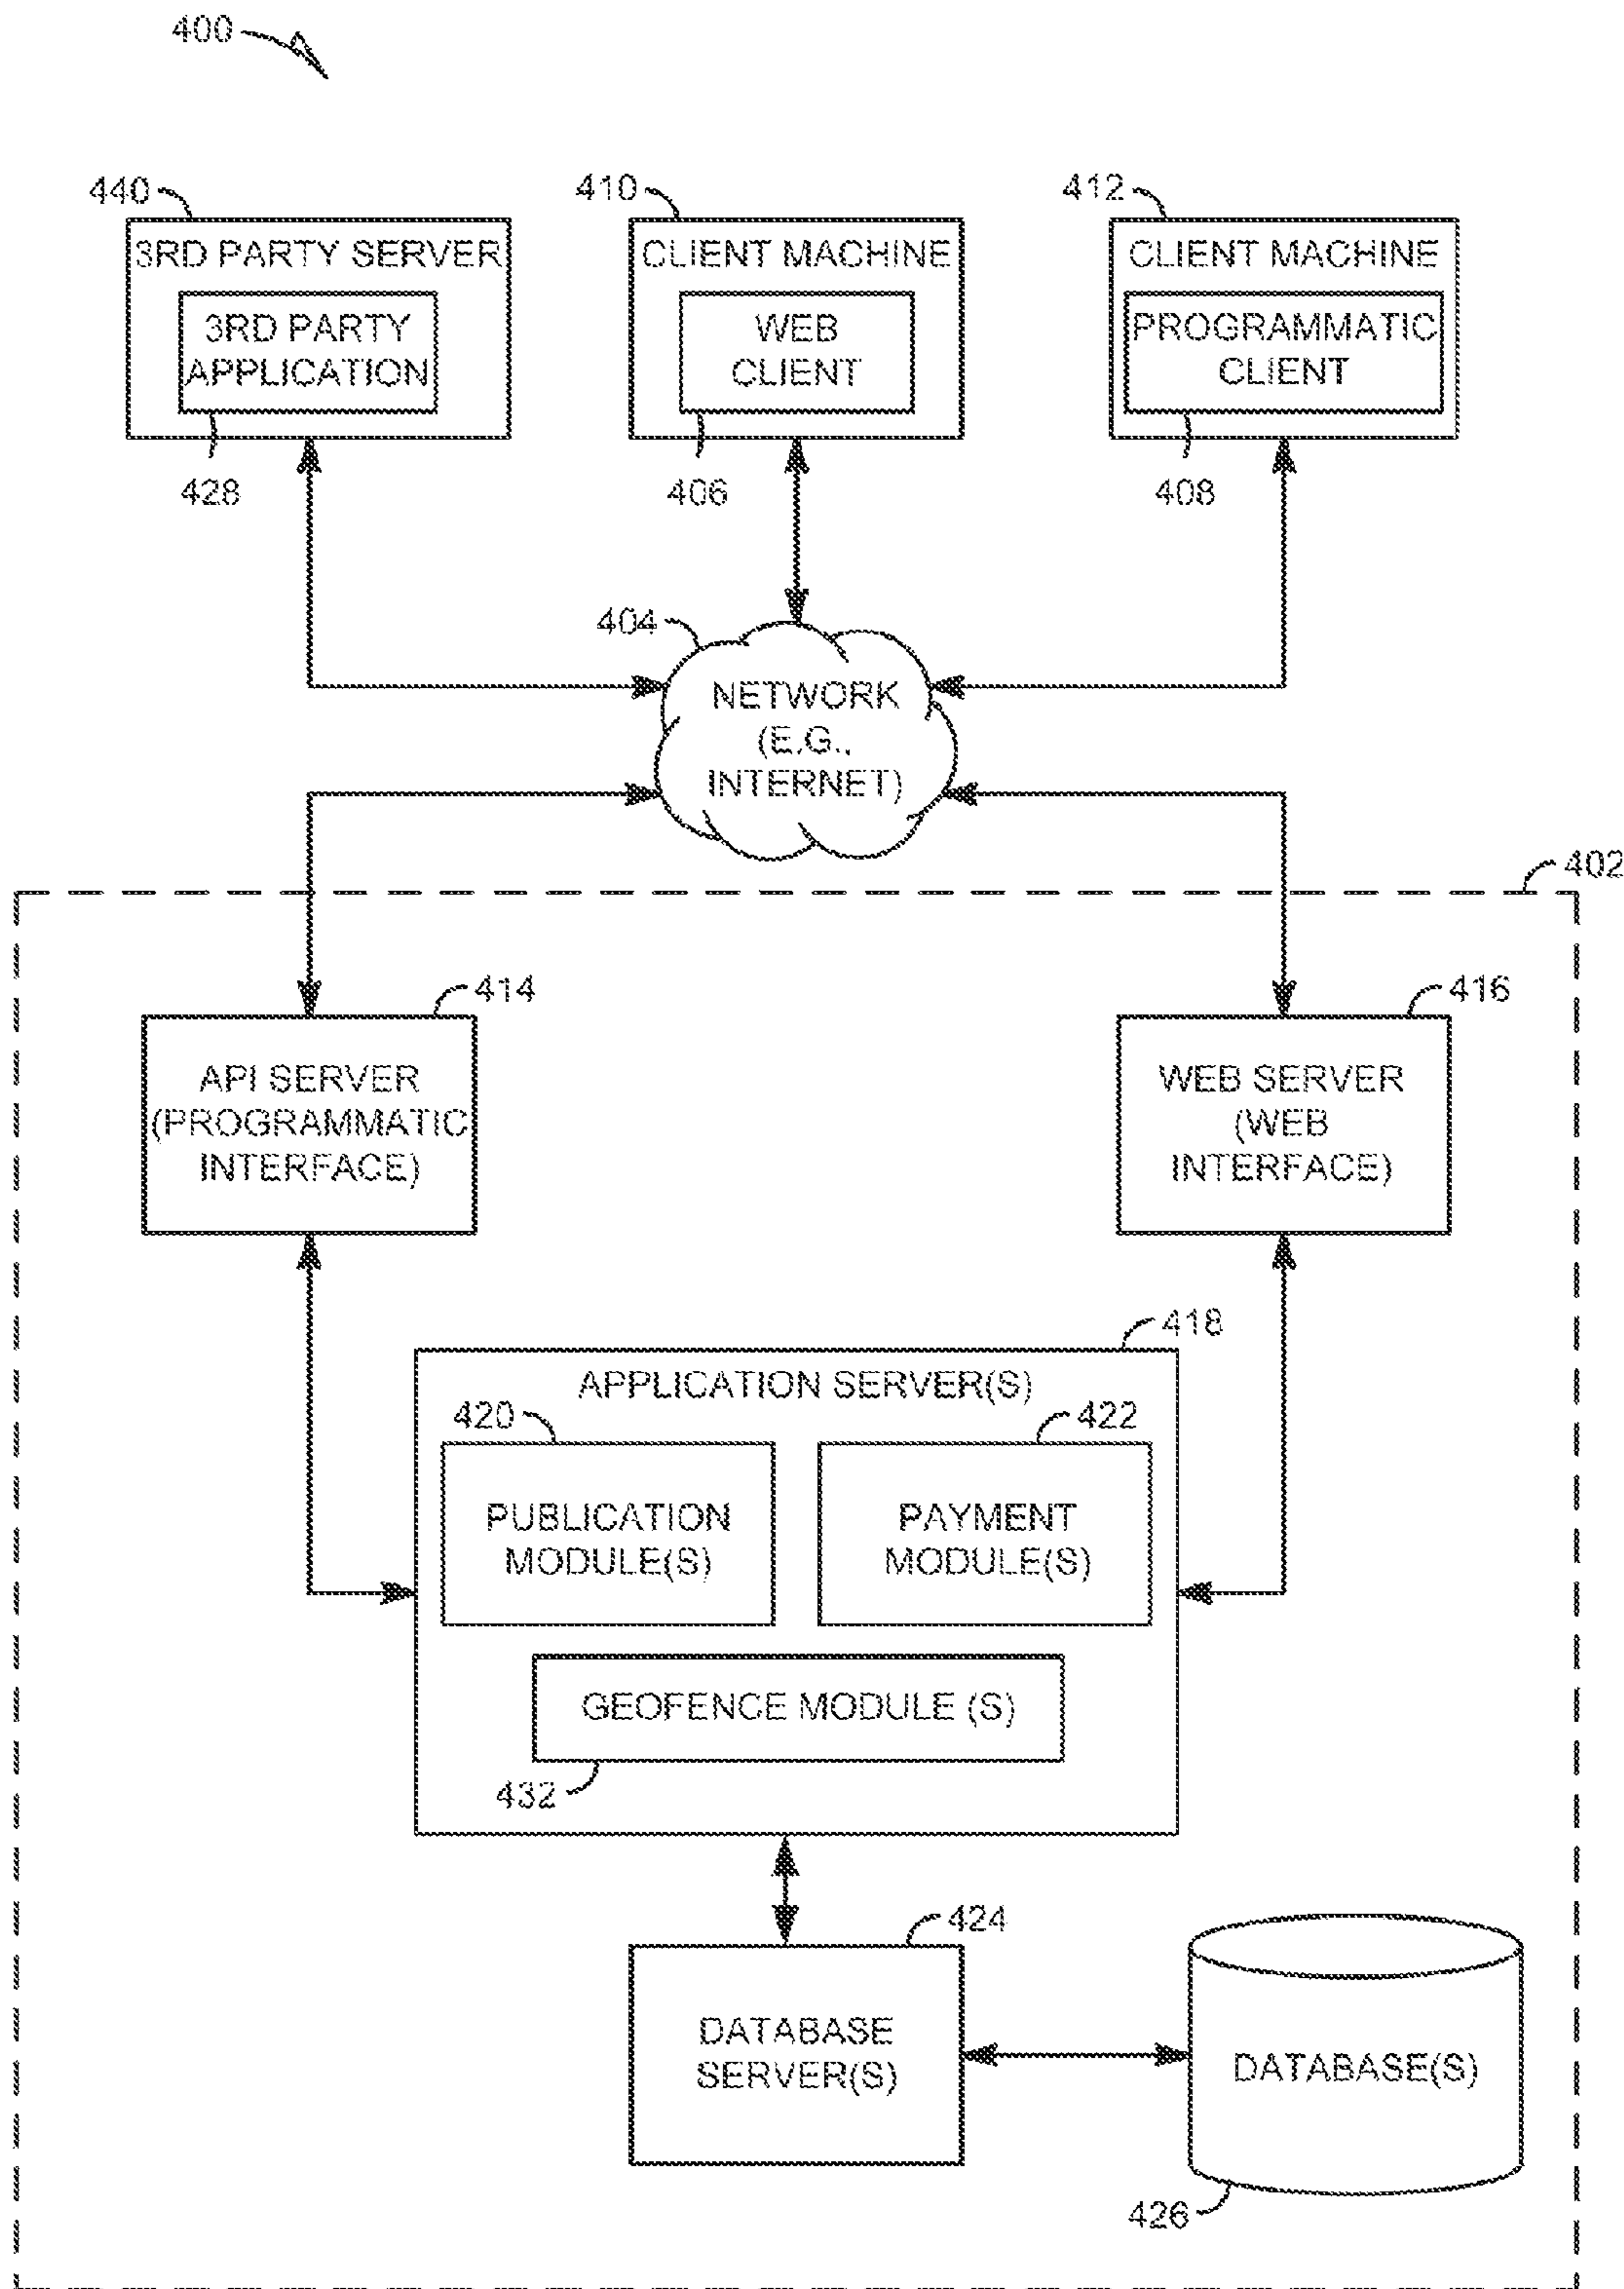 400
440
410
412
3RD PARTY SERVER
CLIENT MACHINE
CLIENT MACHINE
3RD PARTY
APPLICATION
WEB
CLIENT
PROGRAMMATIC
CLIENT
428
406
408
404
NETWORK
(E.G.,
INTERNET)
402
414
416
API SERVER
(PROGRAMMATIC
INTERFACE)
WEB SERVER
(WEB
INTERFACE)
418
APPLICATION SERVER(S)
420
422
PUBLICATION
MODULE(S)
PAYMENT
MODULE(S)
GEOFENCE MODULE (S)
432
424
DATABASE
SERVER(S)
DATABASE(S)
426